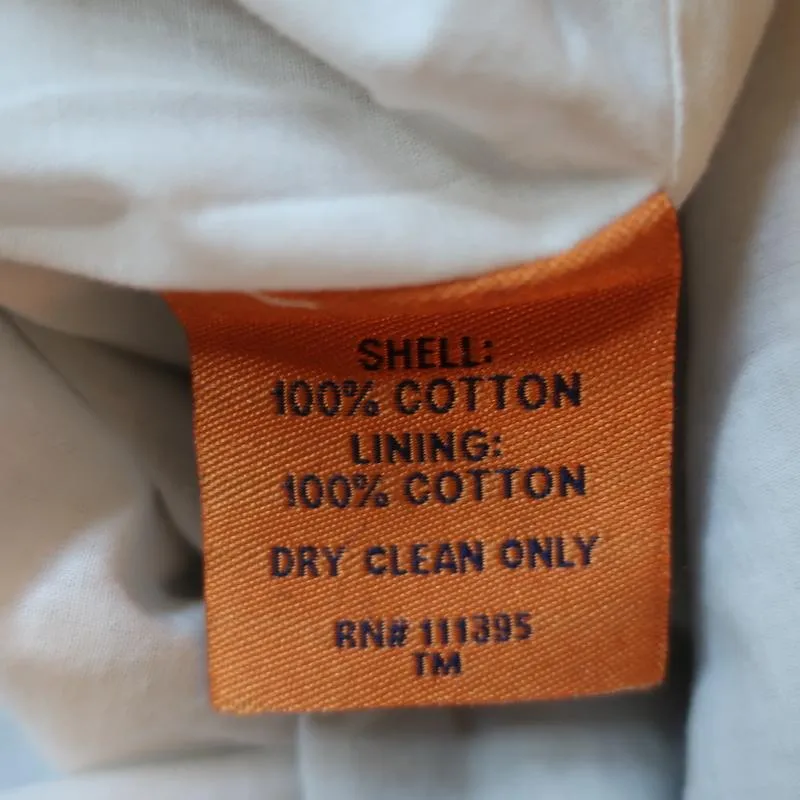 SHELL:
100% COTTON
LINING:
100% COTTON
DRY CLEAN ONLY
RN# 111395
TM